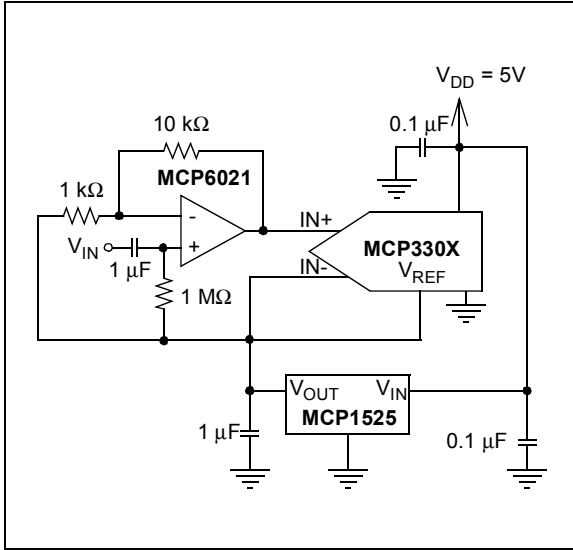 V_DD = 5V
10 kΩ
0.1 μF
MCP6021
1 kΩ
-
IN+
V_IN
+
MCP330X
1 μF
IN-
V_REF
1 MΩ
V_OUT
V_IN
MCP1525
1 μF
0.1 μF